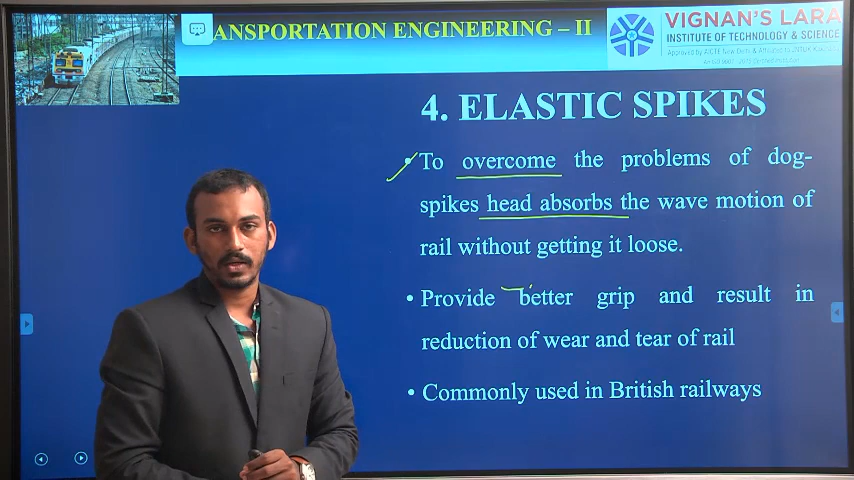 ANSPORTATION ENGINEERING – II
VIGNAN'S LARA
INSTITUTE OF TECHNOLOGY & SCIENCE
4. ELASTIC SPIKES
• To overcome the problems of dog-
spikes head absorbs the wave motion of
rail without getting it loose.
• Provide better grip and result in
reduction of wear and tear of rail
• Commonly used in British railways